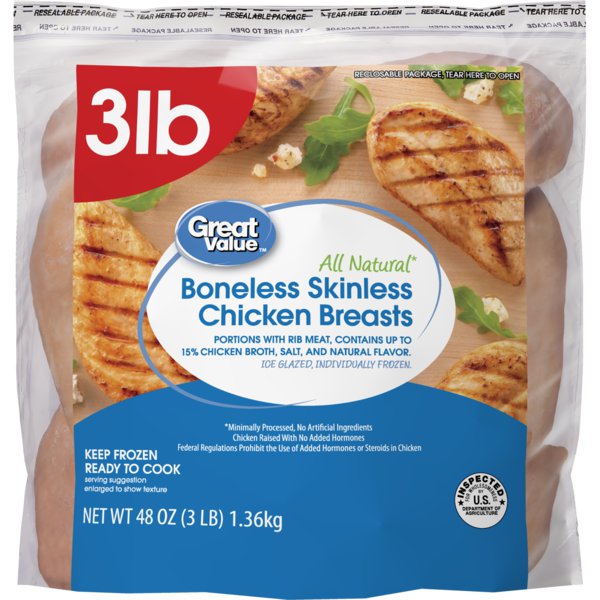 RESEALABLE PACKAGE
TEAR HERE TO OPEN
RESEALABLE PACKAGE
TEAR HERE TO OPEN
RESEALABLE PACKAGE
TEAR HERE TO OPEN
RECLOSABLE PACKAGE, TEAR HERE TO OPEN
3lb
Great
Value™
All Natural*
Boneless Skinless
Chicken Breasts
PORTIONS WITH RIB MEAT, CONTAINS UP TO
15% CHICKEN BROTH, SALT, AND NATURAL FLAVOR.
ICE GLAZED, INDIVIDUALLY FROZEN.
*Minimally Processed, No Artificial Ingredients
Chicken Raised With No Added Hormones
Federal Regulations Prohibit the Use of Added Hormones or Steroids in Chicken
KEEP FROZEN
READY TO COOK
serving suggestion
enlarged to show texture
NET WT 48 OZ (3 LB) 1.36kg
INSPECTED
FOR WHOLESOMENESS
BY
U.S.
DEPARTMENT OF
AGRICULTURE